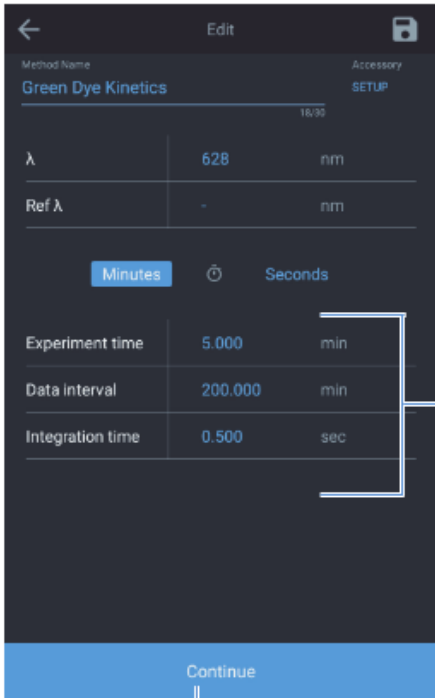 Edit
Method Name
Accessory
Green Dye Kinetics
SETUP
18/30
λ 628 nm
Ref λ - nm
Minutes Seconds
Experiment time 5.000 min
Data interval 200.000 min
Integration time 0.500 sec
Continue